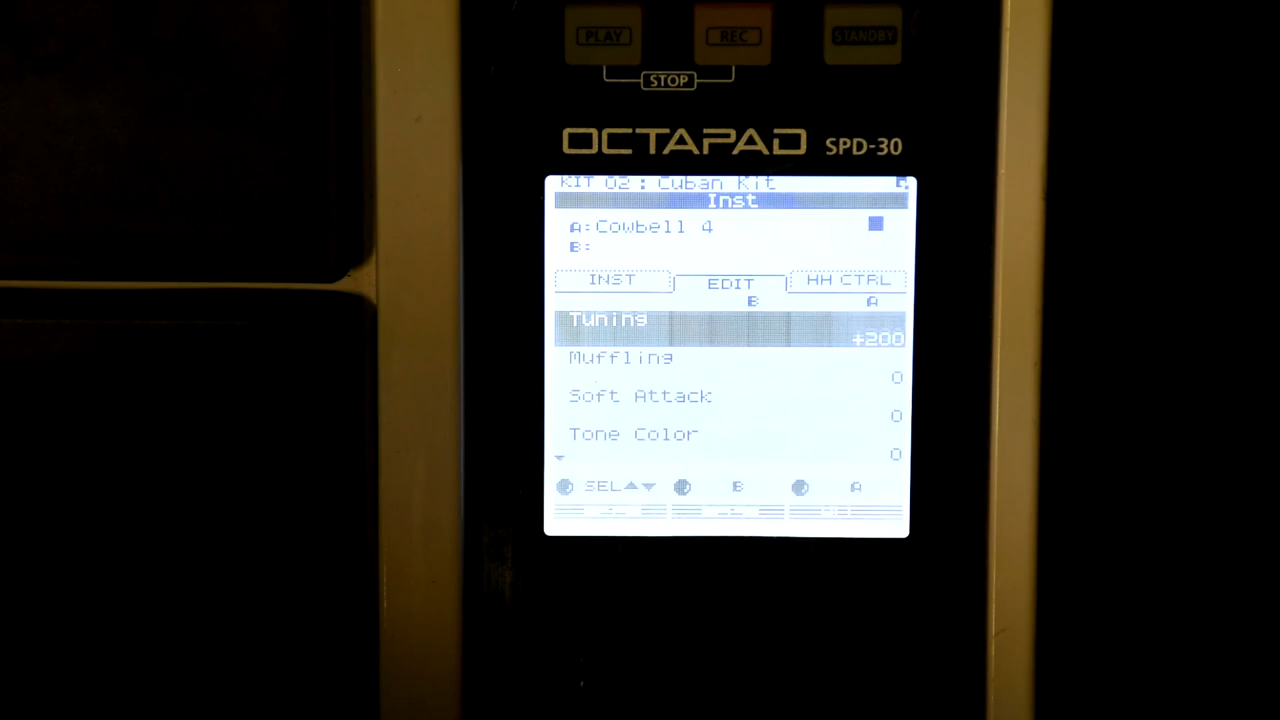 PLAY REC STANDBY
STOP
OCTAPAD SPD-30
KIT 02: Cuban Kit
Inst
A:Cowbell 4
B:
INST EDIT HH CTRL
B A
Tuning
+200
Muffling
0
Soft Attack
0
Tone Color
0
SEL B A